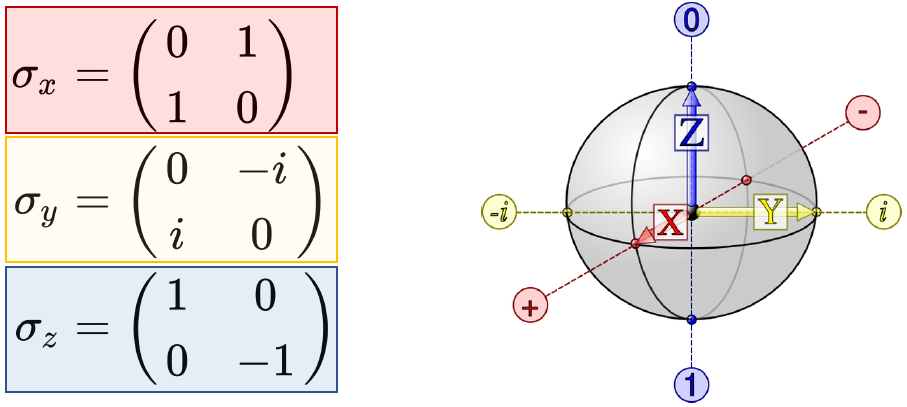 σx = ( 0 1
1 0 )
σy = ( 0 −i
i 0 )
σz = ( 1 0
0 −1 )
0
-
Z
-i
X
Y
i
+
1